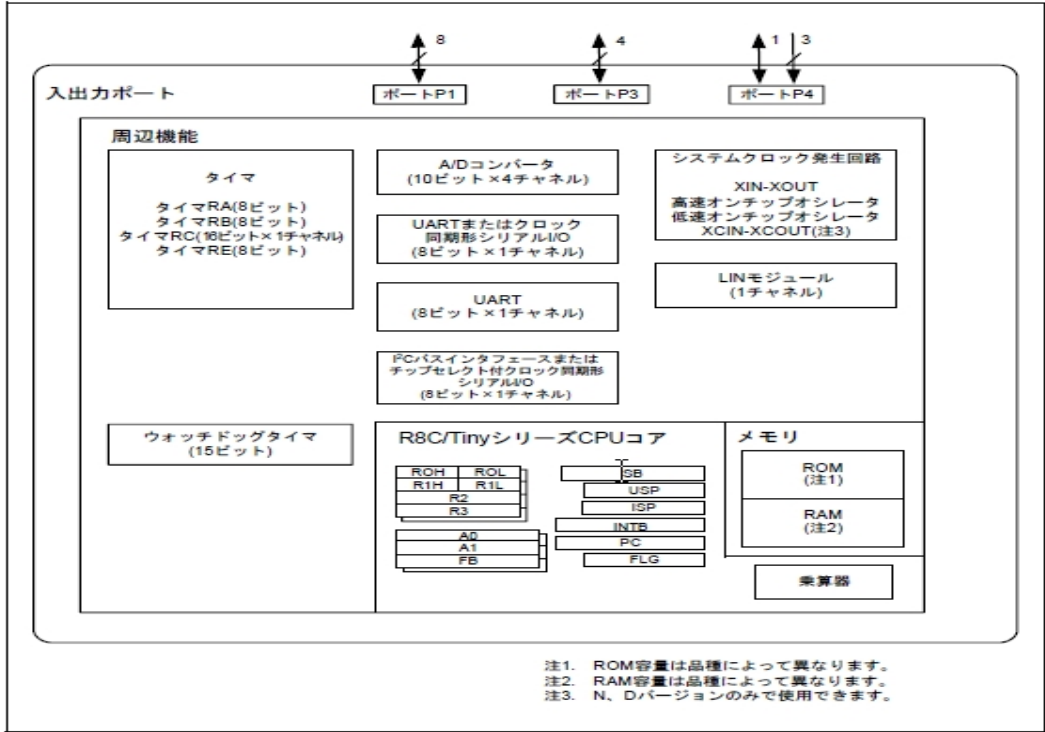 8
4
1
3
入出力ポート
ポートP1
ポートP3
ポートP4
周辺機能
タイマ
タイマRA(8ビット)
タイマRB(8ビット)
タイマRC(16ビット×1チャネル)
タイマRE(8ビット)
A/Dコンバータ
(10ビット×4チャネル)
UARTまたはクロック
同期形シリアルI/O
(8ビット×1チャネル)
UART
(8ビット×1チャネル)
I²Cバスインタフェースまたは
チップセレクト付クロック同期形
シリアルI/O
(8ビット×1チャネル)
システムクロック発生回路
XIN-XOUT
高速オンチップオシレータ
低速オンチップオシレータ
XCIN-XCOUT(注3)
LINモジュール
(1チャネル)
ウォッチドッグタイマ
(15ビット)
R8C/TinyシリーズCPUコア
R0H R0L
R1H R1L
R2
R3
A0
A1
FB
SB
USP
ISP
INTB
PC
FLG
メモリ
ROM
(注1)
RAM
(注2)
乗算器
注1. ROM容量は品種によって異なります。
注2. RAM容量は品種によって異なります。
注3. N、Dバージョンのみで使用できます。